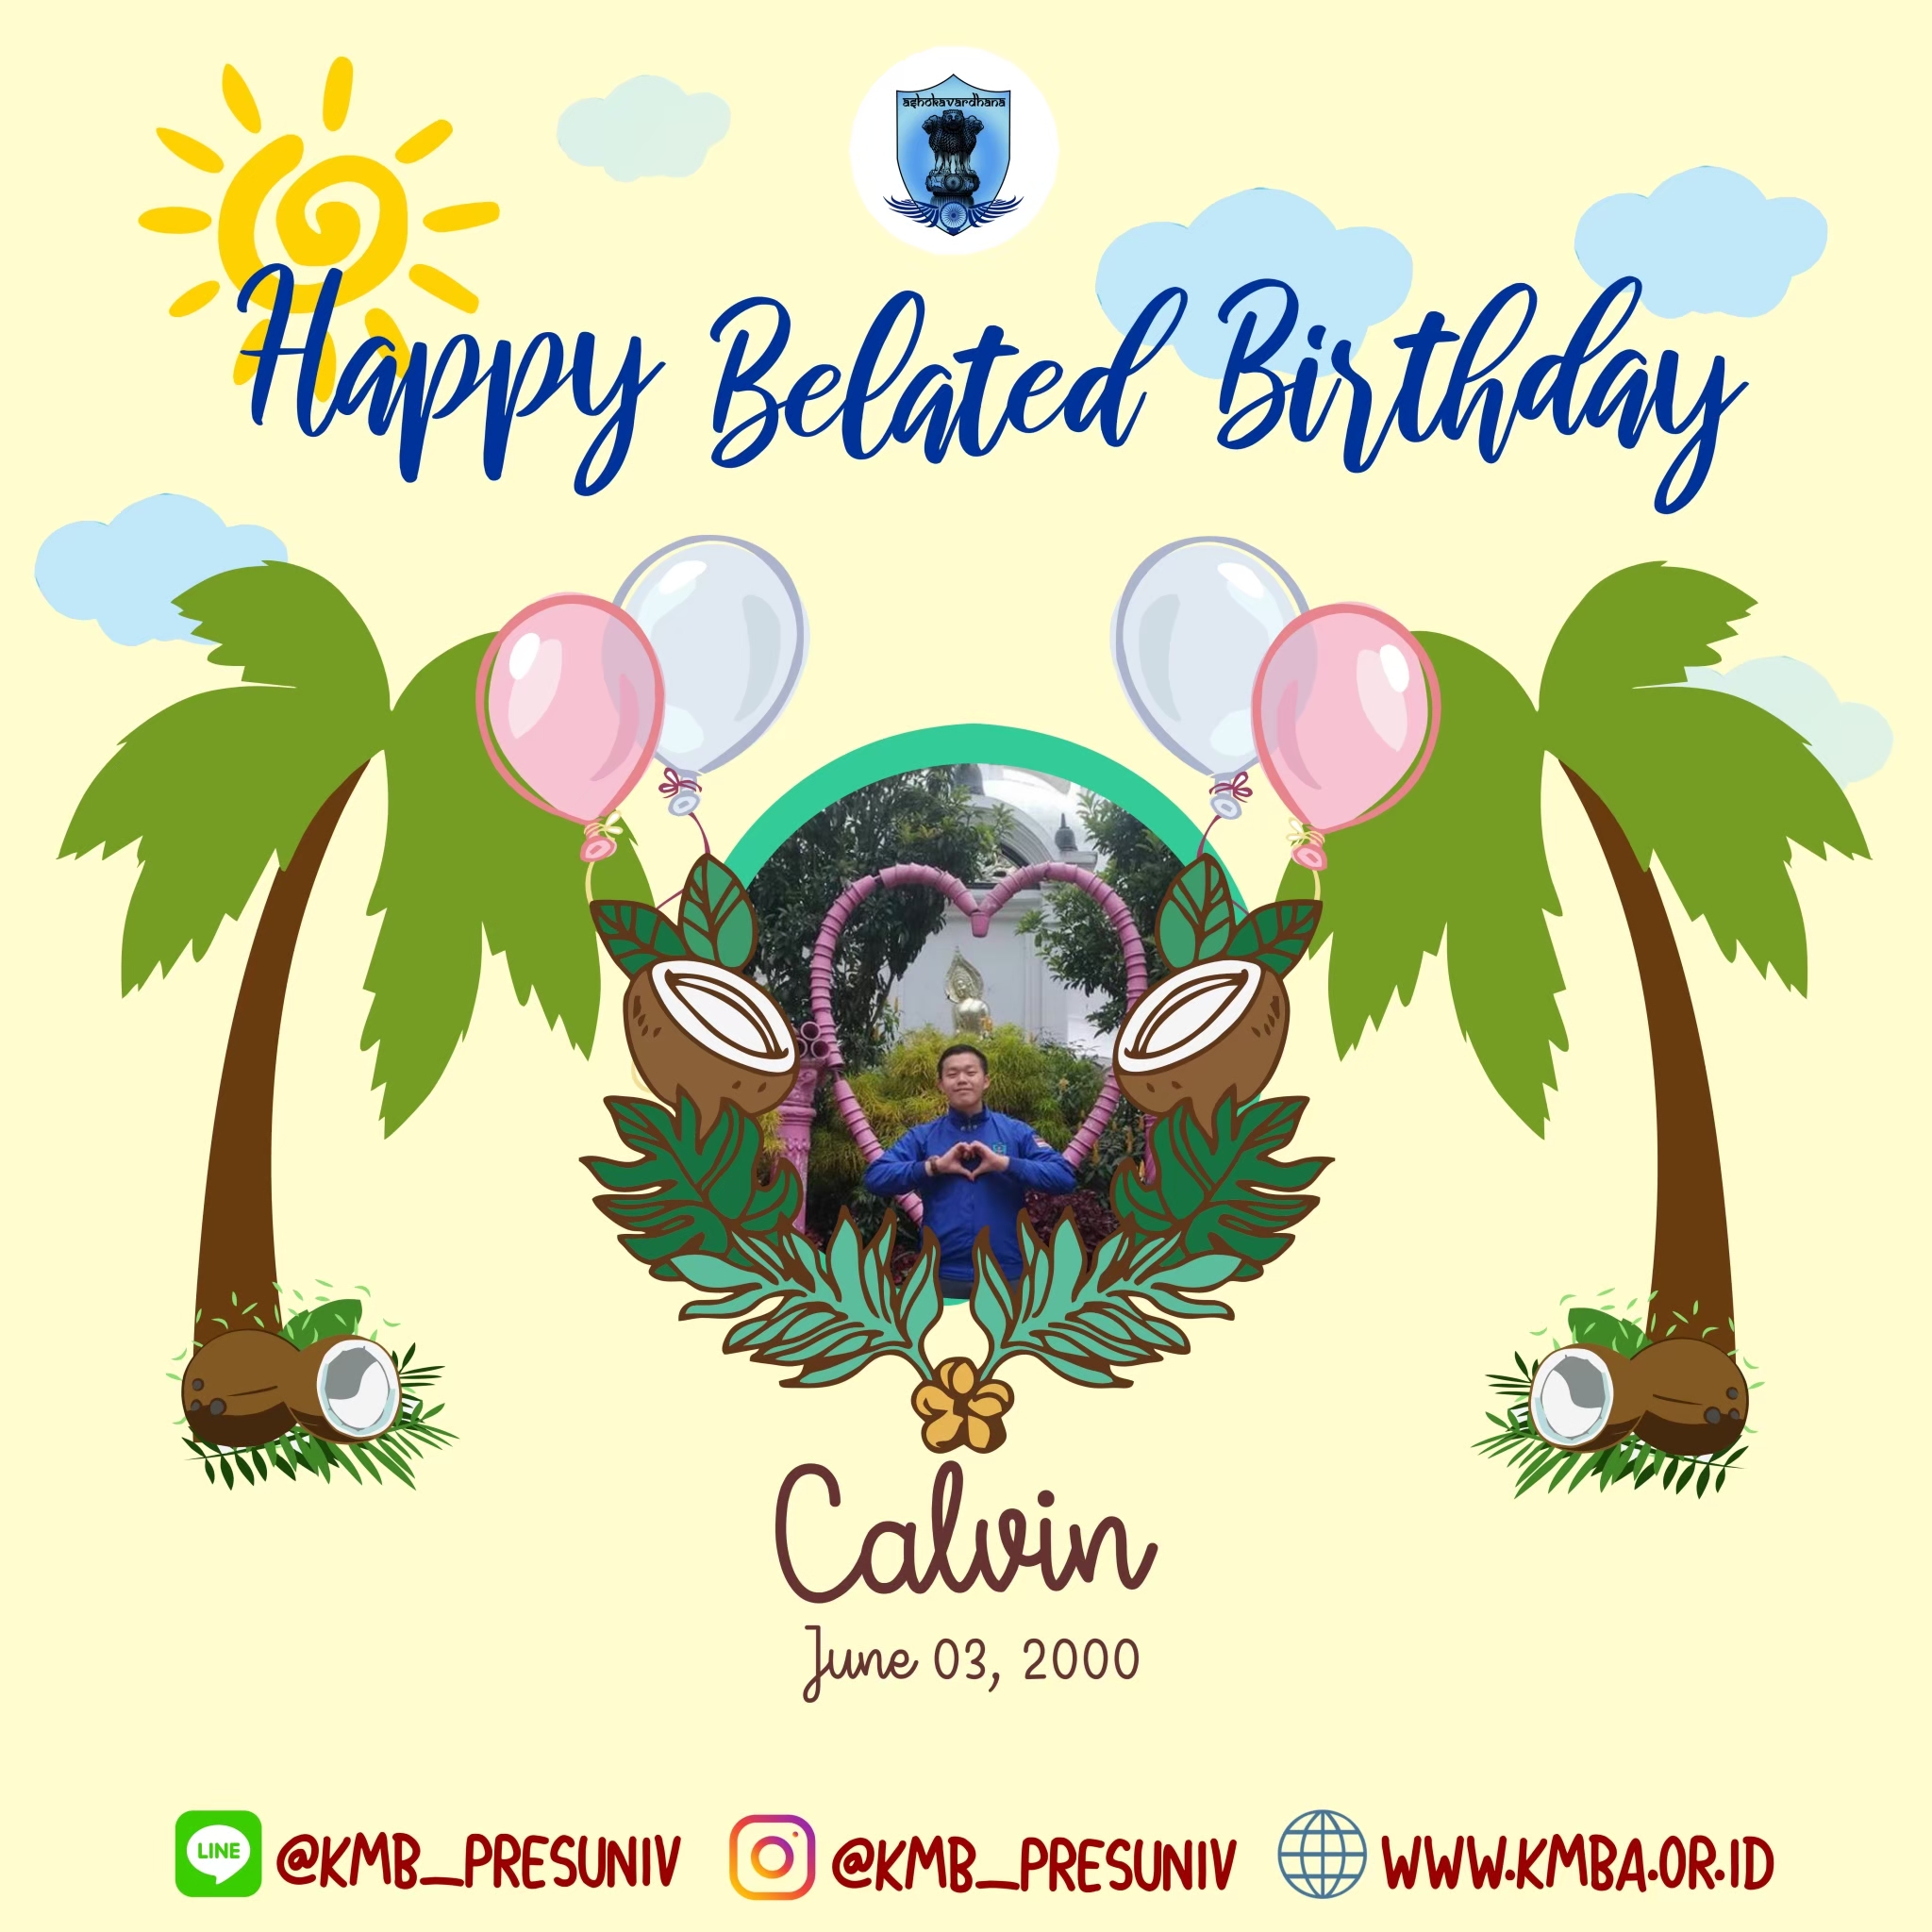 ashokavardhana
Happy Belated Birthday
Calvin
June 03, 2000
LINE @KMB_PRESUNIV @KMB_PRESUNIV WWW.KMBA.OR.ID